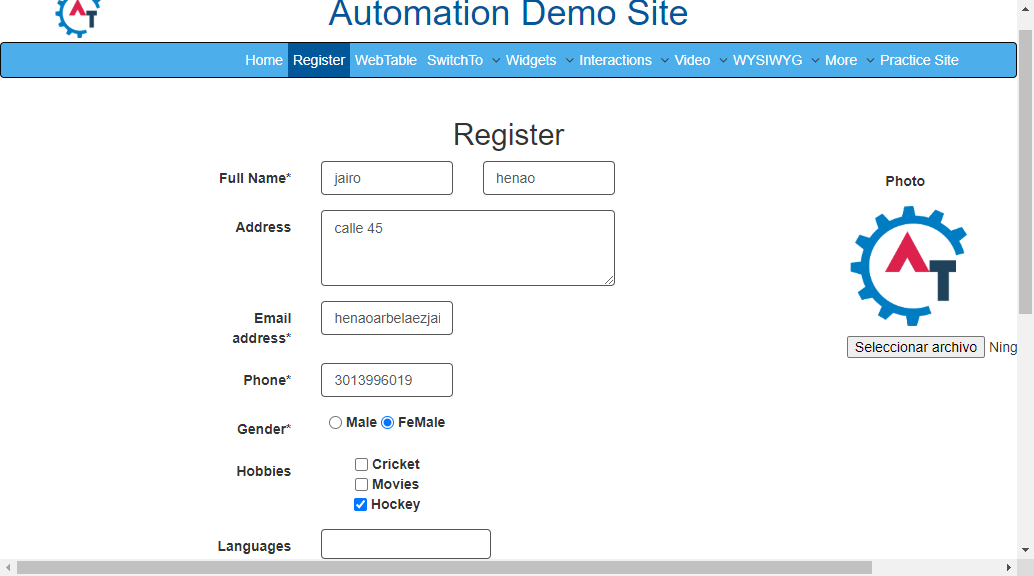 AT
Automation Demo Site
Home Register WebTable SwitchTo Widgets Interactions Video WYSIWYG More Practice Site
Register
Full Name* jairo henao
Photo
Address calle 45
AT
Email address* henaoarbelaezjai
Seleccionar archivo Ning
Phone* 3013996019
Gender* Male FeMale
Hobbies Cricket
Movies
Hockey
Languages